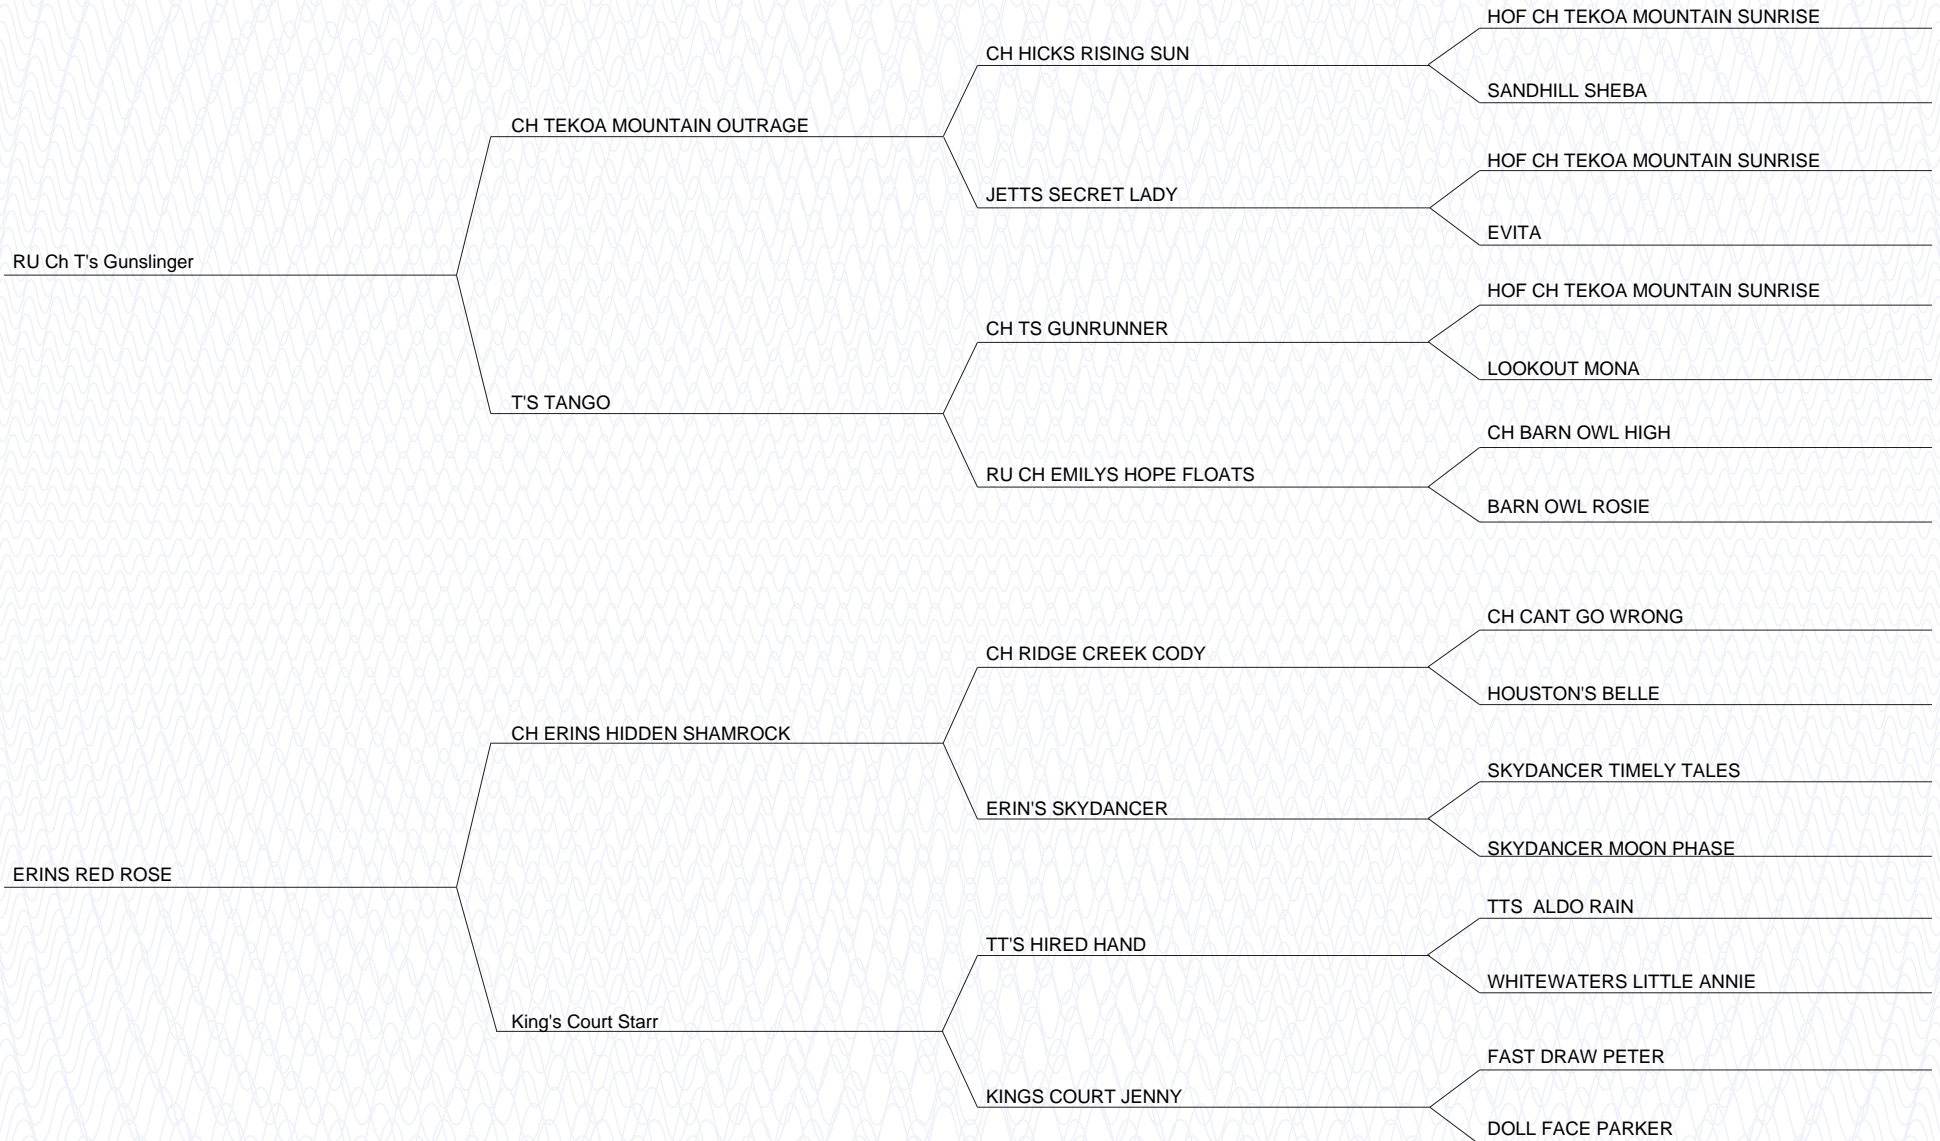 HOF CH TEKOA MOUNTAIN SUNRISE
CH HICKS RISING SUN
SANDHILL SHEBA
CH TEKOA MOUNTAIN OUTRAGE
HOF CH TEKOA MOUNTAIN SUNRISE
JETTS SECRET LADY
EVITA
RU Ch T's Gunslinger
HOF CH TEKOA MOUNTAIN SUNRISE
CH TS GUNRUNNER
LOOKOUT MONA
T'S TANGO
CH BARN OWL HIGH
RU CH EMILYS HOPE FLOATS
BARN OWL ROSIE
CH CANT GO WRONG
CH RIDGE CREEK CODY
HOUSTON'S BELLE
CH ERINS HIDDEN SHAMROCK
SKYDANCER TIMELY TALES
ERIN'S SKYDANCER
SKYDANCER MOON PHASE
ERINS RED ROSE
TTS  ALDO RAIN
TT'S HIRED HAND
WHITEWATERS LITTLE ANNIE
King's Court Starr
FAST DRAW PETER
KINGS COURT JENNY
DOLL FACE PARKER